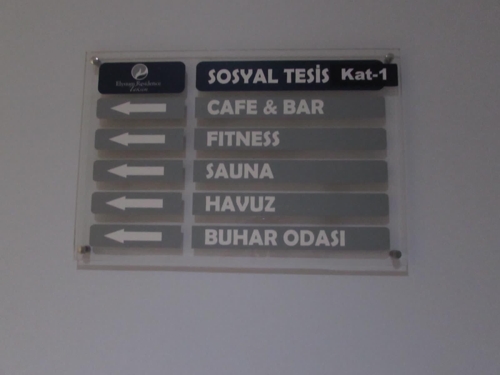 SOSYAL TESİS Kat-1
CAFE & BAR
FITNESS
SAUNA
HAVUZ
BUHAR ODASI